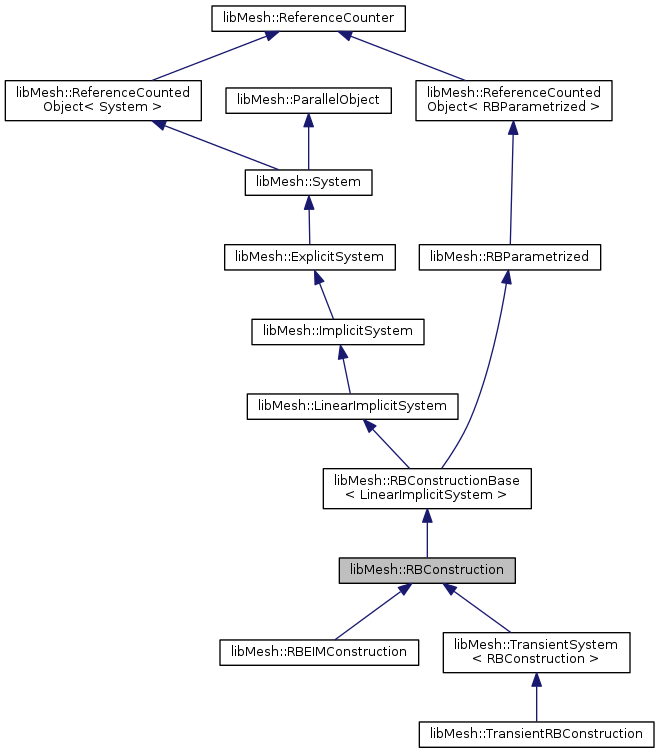 libMesh::ReferenceCounter
libMesh::ReferenceCounted
Object< System >
libMesh::ParallelObject
libMesh::ReferenceCounted
Object< RBParametrized >
libMesh::System
libMesh::ExplicitSystem
libMesh::RBParametrized
libMesh::ImplicitSystem
libMesh::LinearImplicitSystem
libMesh::RBConstructionBase
< LinearImplicitSystem >
libMesh::RBConstruction
libMesh::RBEIMConstruction
libMesh::TransientSystem
< RBConstruction >
libMesh::TransientRBConstruction